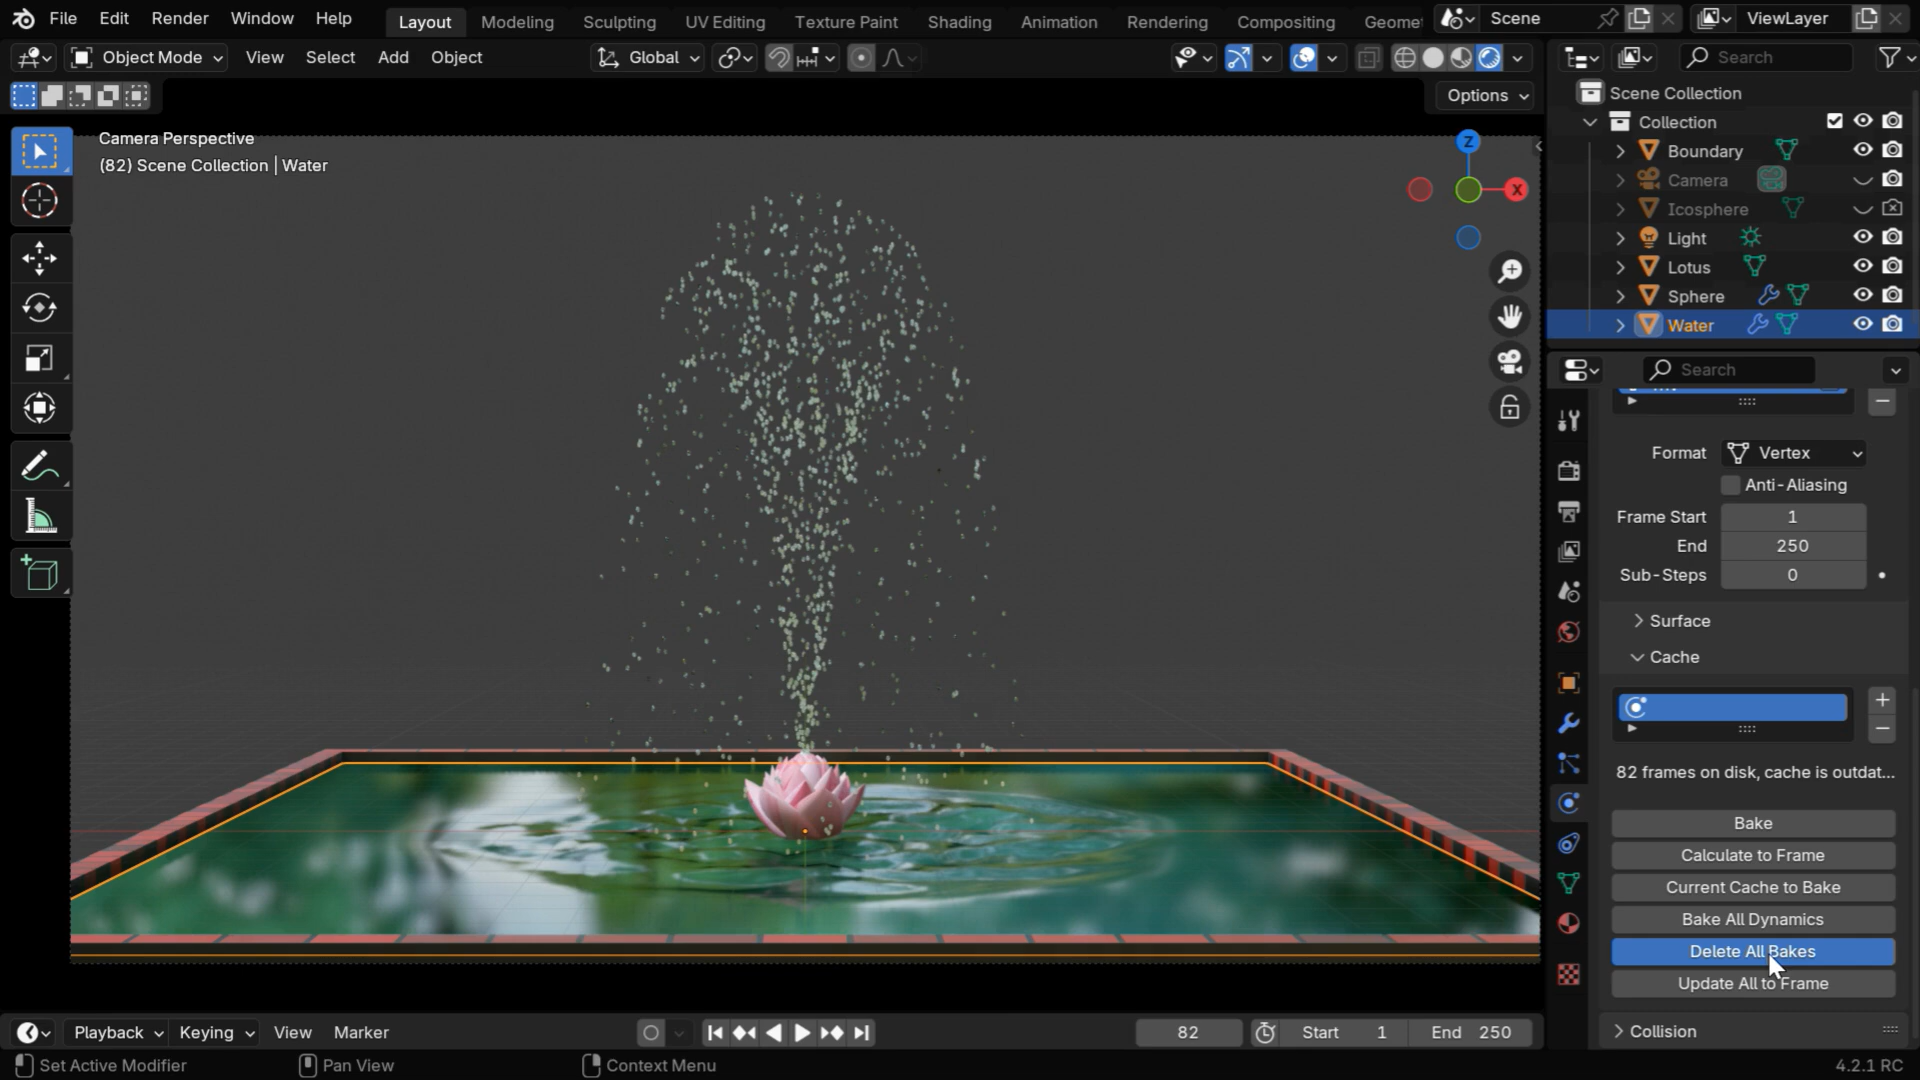 File Edit Render Window Help
Layout Modeling Sculpting UV Editing Texture Paint Shading Animation Rendering Compositing Geome
Scene
ViewLayer
Object Mode View Select Add Object
Global
Search
Options
Camera Perspective
(82) Scene Collection | Water
Z
X
Scene Collection
Collection
Boundary
Camera
Icosphere
Light
Lotus
Sphere
Water
Search
Format Vertex
Anti-Aliasing
Frame Start 1
End 250
Sub-Steps 0
Surface
Cache
82 frames on disk, cache is outdat...
Bake
Calculate to Frame
Current Cache to Bake
Bake All Dynamics
Delete All Bakes
Update All to Frame
Collision
Playback Keying View Marker
82
Start 1 End 250
Set Active Modifier
Pan View
Context Menu
4.2.1 RC